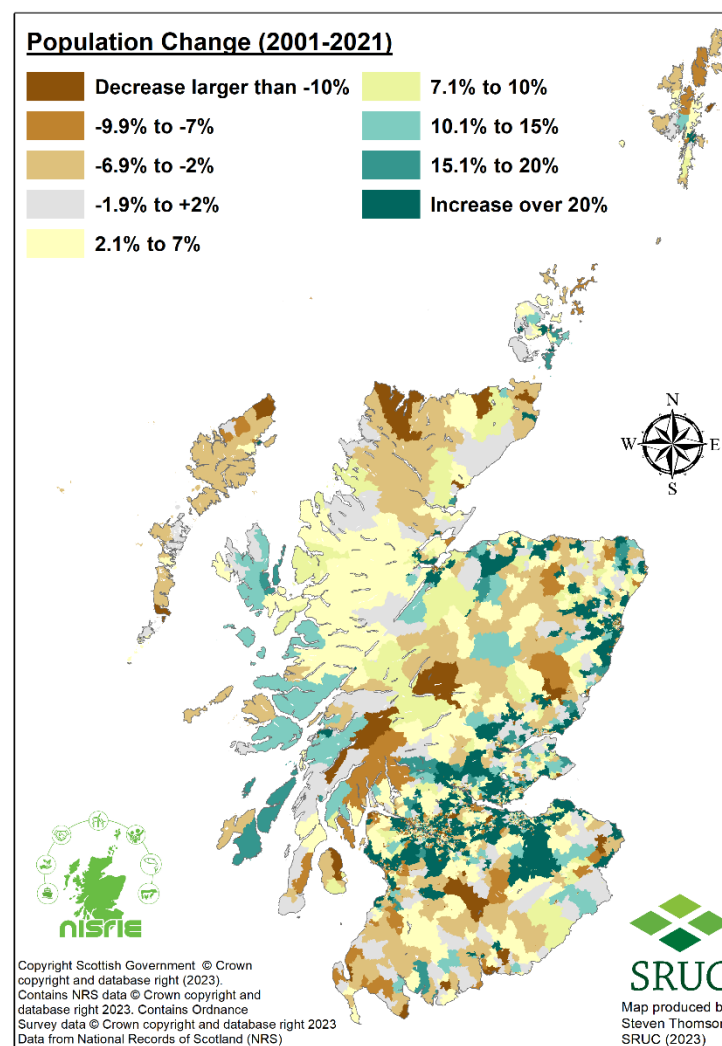 Population Change (2001-2021)
Decrease larger than -10%
-9.9% to -7%
-6.9% to -2%
-1.9% to +2%
2.1% to 7%
7.1% to 10%
10.1% to 15%
15.1% to 20%
Increase over 20%
N
W E
S
NISRIE
Copyright Scottish Government © Crown
copyright and database right (2023).
Contains NRS data © Crown copyright and
database right 2023. Contains Ordnance
Survey data © Crown copyright and database right 2023
Data from National Records of Scotland (NRS)
SRUC
Map produced b
Steven Thomson
SRUC (2023)